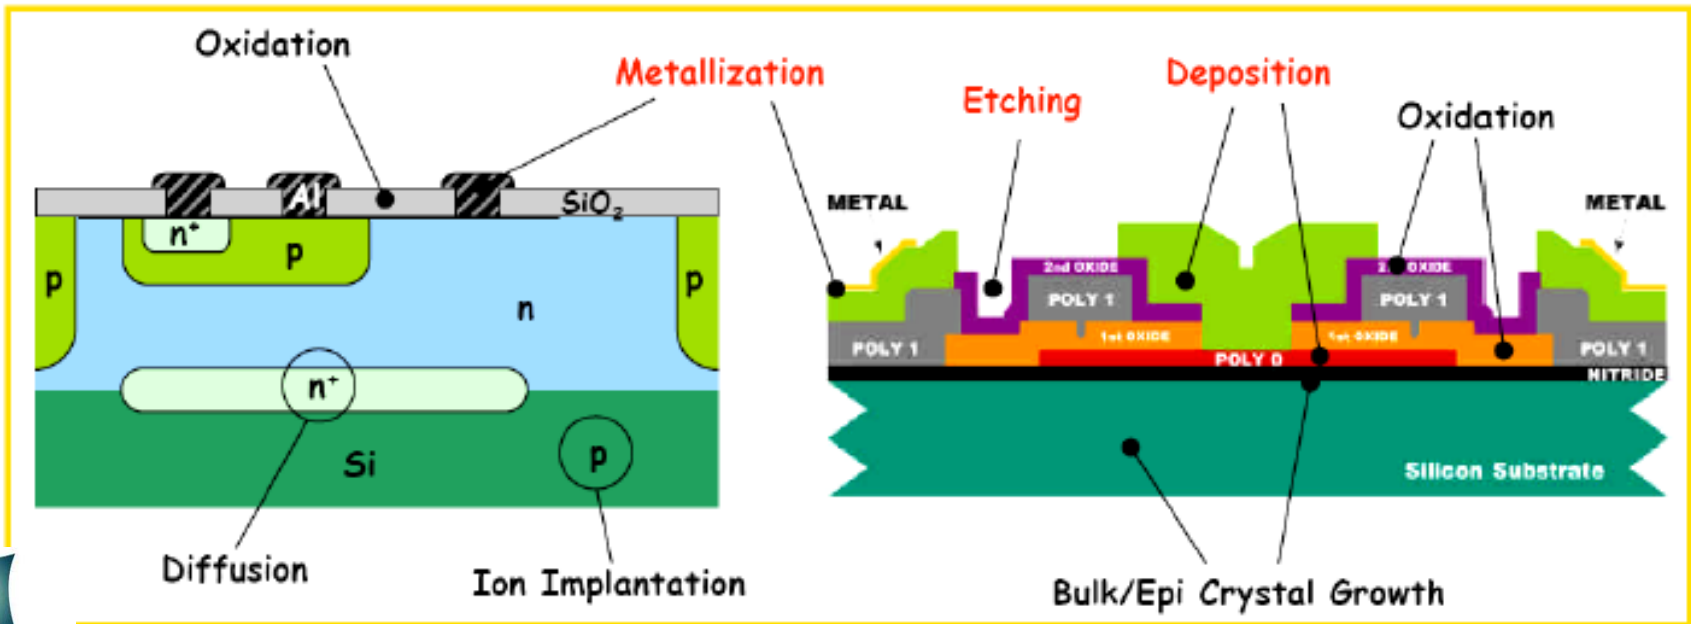 Oxidation
Metallization
Etching
Deposition
Oxidation
Al
SiO2
n+
p
p
p
n
n+
Si
p
Diffusion
Ion Implantation
METAL
METAL
2nd OXIDE
OXIDE
POLY 1
POLY 1
1st OXIDE
1st OXIDE
POLY 1
POLY 0
POLY 1
NITRIDE
Silicon Substrate
Bulk/Epi Crystal Growth